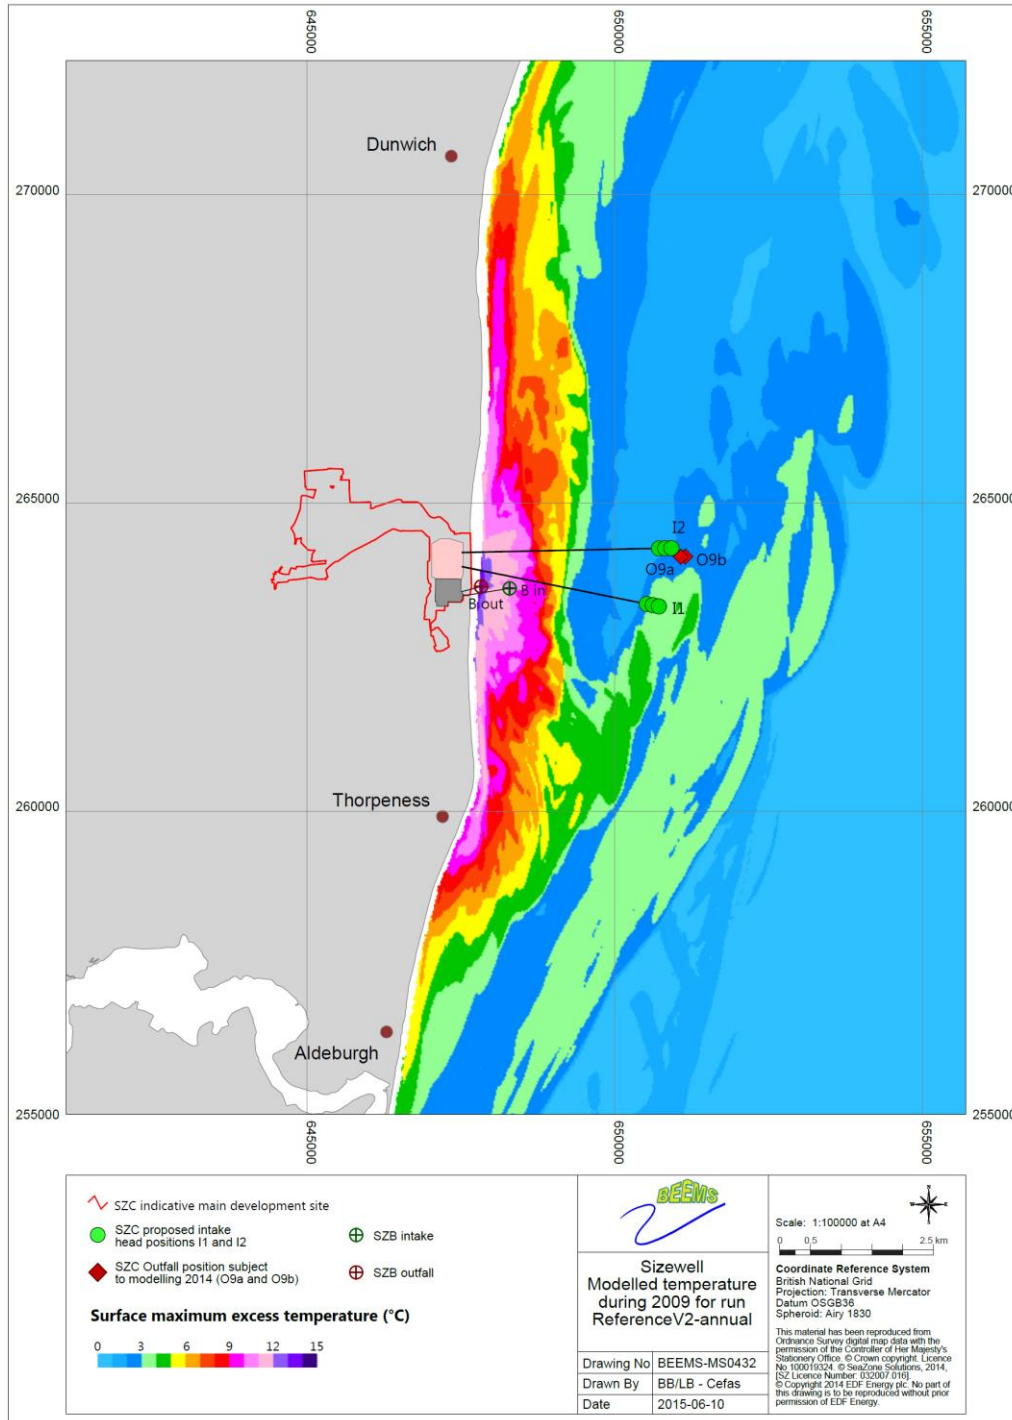 645000
650000
655000
Dunwich
270000
270000
265000
265000
I2
O9b
O9a
B in
B out
I1
Thorpeness
260000
260000
Aldeburgh
255000
255000
645000
650000
655000
SZC indicative main development site
SZC proposed intake
head positions I1 and I2
SZB intake
SZC Outfall position subject
to modelling 2014 (O9a and O9b)
SZB outfall
Surface maximum excess temperature (°C)
0 3 6 9 12 15
BEEMS
Sizewell
Modelled temperature
during 2009 for run
ReferenceV2-annual
Drawing No BEEMS-MS0432
Drawn By BB/LB - Cefas
Date 2015-06-10
N
Scale: 1:100000 at A4
0 0.5 1 2.5 km
Coordinate Reference System
British National Grid
Projection: Transverse Mercator
Datum OSGB36
Spheroid: Airy 1830
This material has been reproduced from
Ordnance Survey digital map data with the
permission of the Controller of Her Majesty's
Stationery Office. © Crown copyright. Licence
No 100019324. © SeaZone Solutions, 2014,
[SZ Licence Number: 032007.016].
© Copyright 2014 EDF Energy plc. No part of
this drawing is to be reproduced without prior
permission of EDF Energy.